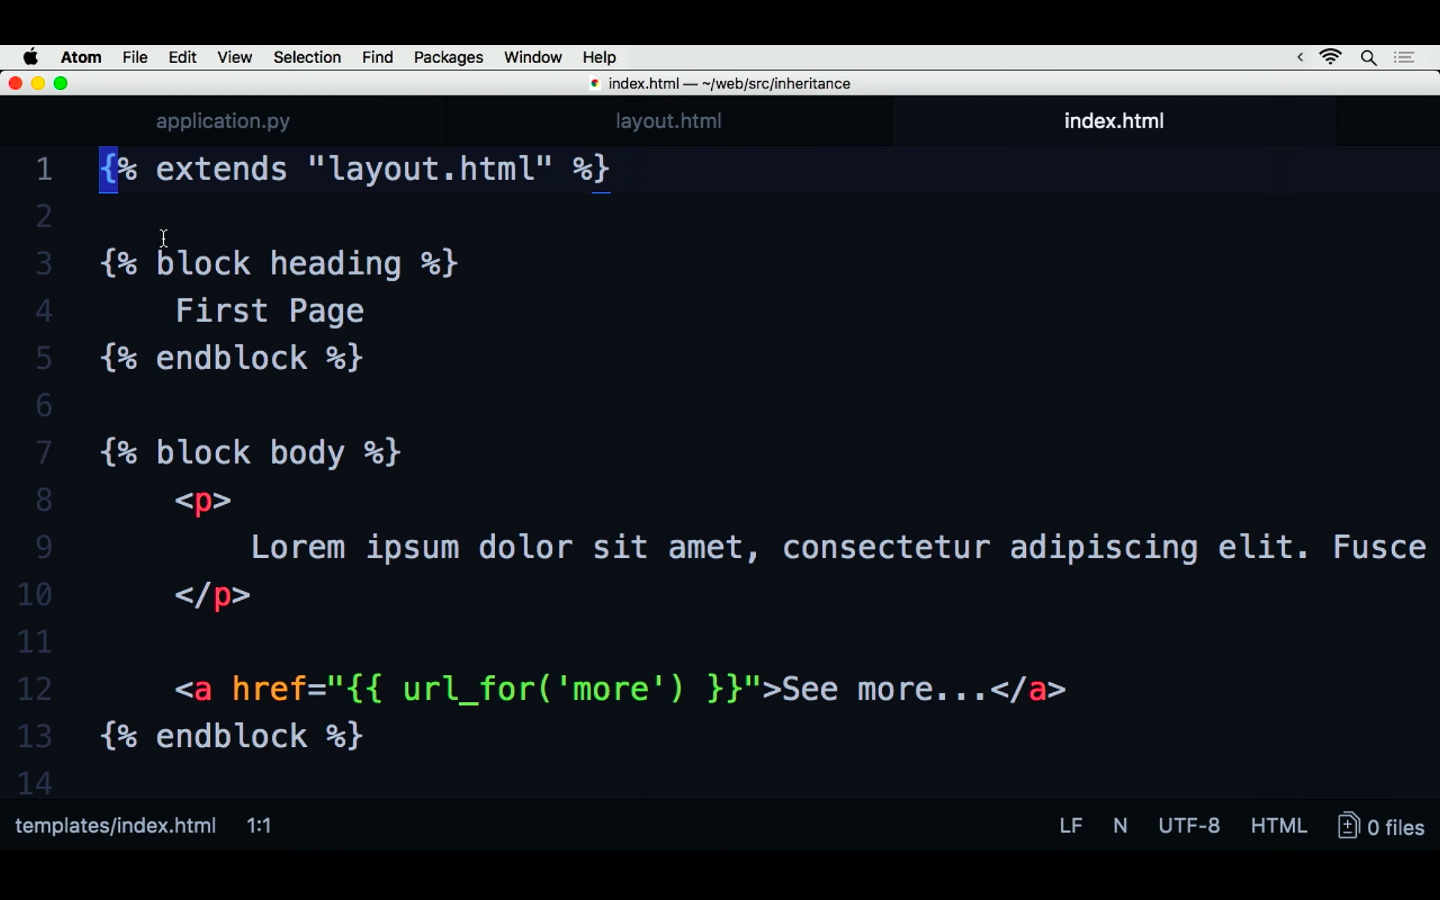 Atom File Edit View Selection Find Packages Window Help
index.html — ~/web/src/inheritance
application.py layout.html index.html
1 {% extends "layout.html" %}
2
3 {% block heading %}
4 First Page
5 {% endblock %}
6
7 {% block body %}
8 <p>
9 Lorem ipsum dolor sit amet, consectetur adipiscing elit. Fusce
10 </p>
11
12 <a href="{{ url_for('more') }}">See more...</a>
13 {% endblock %}
14
templates/index.html 1:1 LF N UTF-8 HTML 0 files